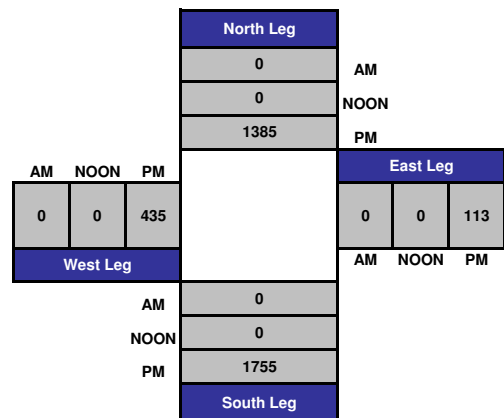 North Leg
0 AM
0 NOON
1385 PM
AM NOON PM
East Leg
0 0 435
0 0 113
West Leg
AM NOON PM
AM 0
NOON 0
PM 1755
South Leg